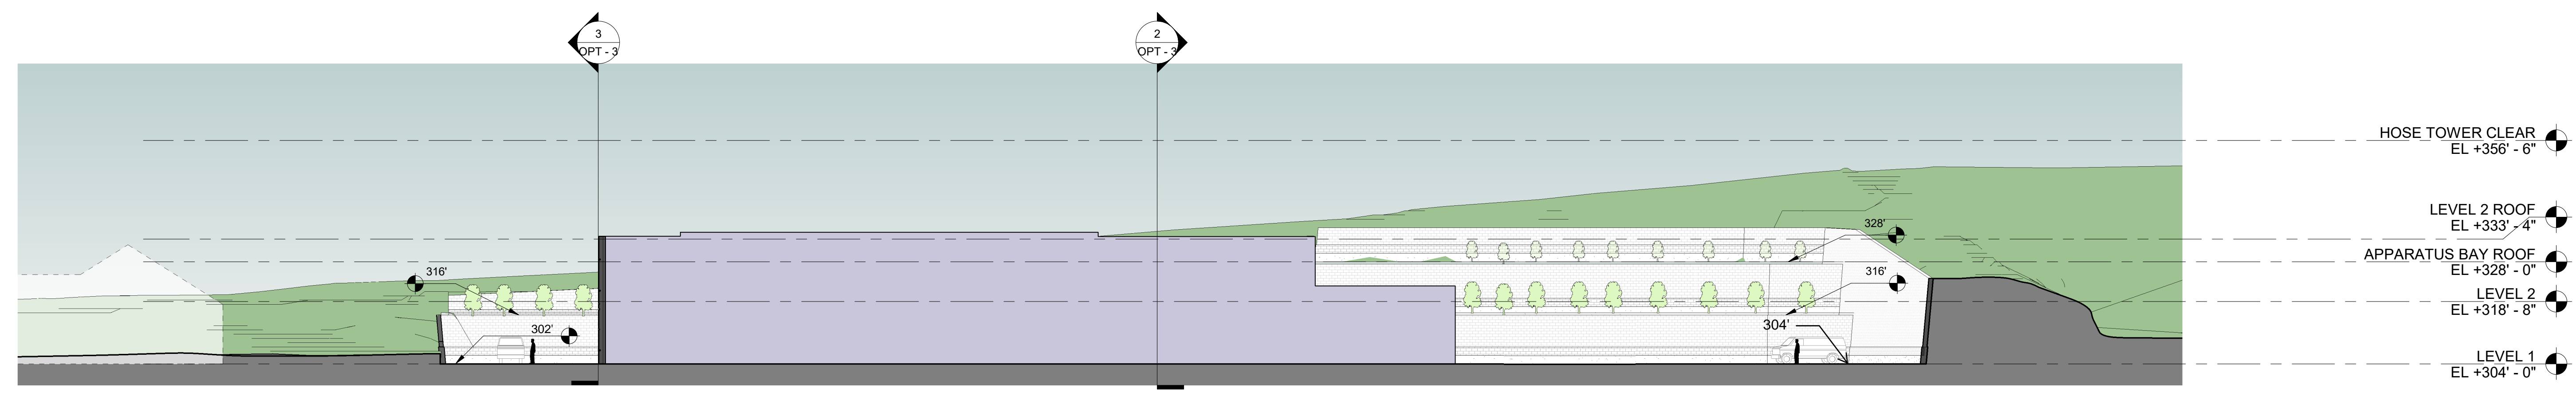 3
OPT - 3
2
OPT - 3
HOSE TOWER CLEAR
EL +356' - 6"
LEVEL 2 ROOF
EL +333' - 4"
328'
APPARATUS BAY ROOF
EL +328' - 0"
316'
316'
LEVEL 2
EL +318' - 8"
302'
304'
LEVEL 1
EL +304' - 0"